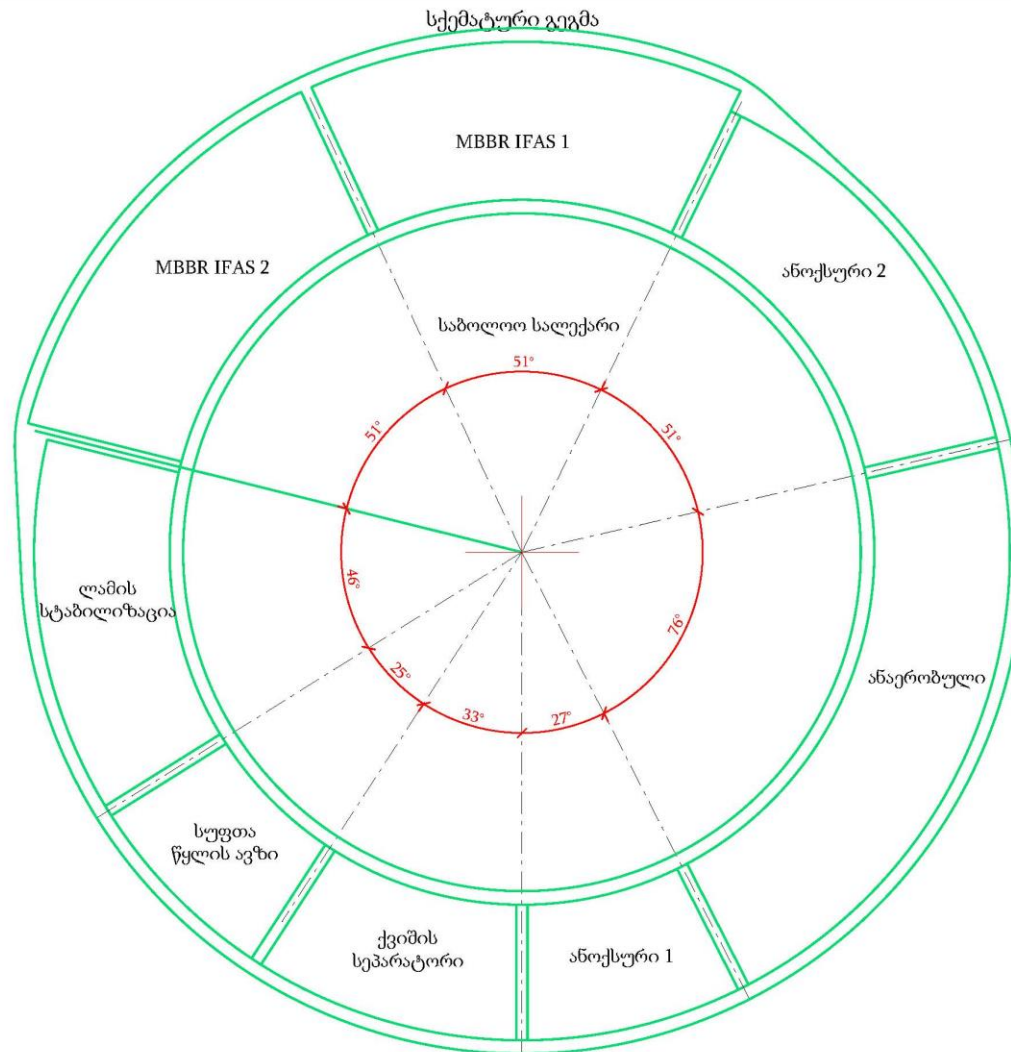 სქემატური გეგმა
MBBR IFAS 1
MBBR IFAS 2
ანოქსური 2
საბოლოო სალექარი
51°
51°
51°
46°
76°
25°
33°
27°
ლამის
სტაბილიზაცია
ანაერობული
სუფთა
წყლის ავზი
ქვიშის
სეპარატორი
ანოქსური 1